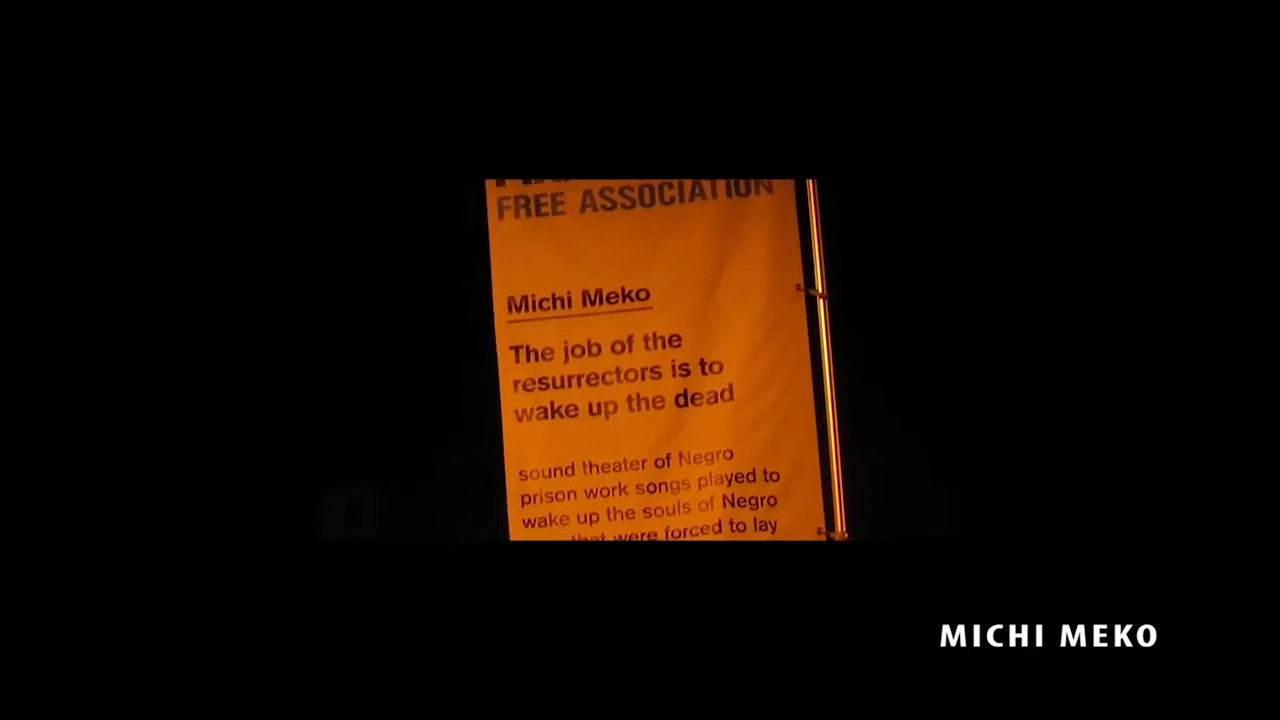 FREE ASSOCIATION
Michi Meko
The job of the
resurrectors is to
wake up the dead
sound theater of Negro
prison work songs played to
wake up the souls of Negro
that were forced to lay
MICHI MEKO